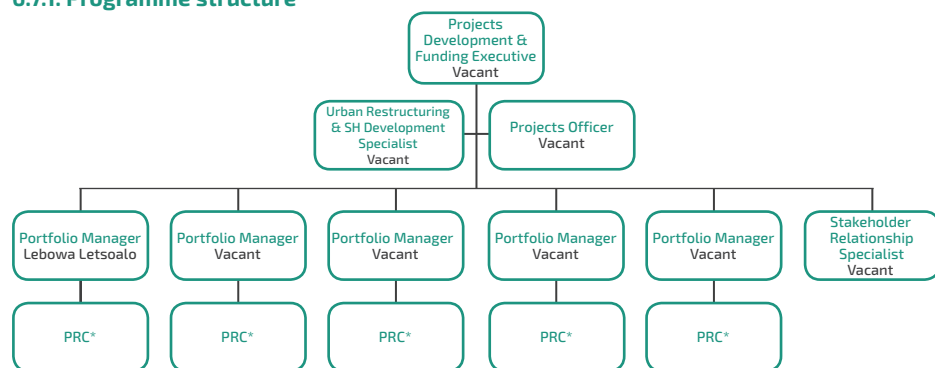 6.7.1. Programme structure
Projects
Development &
Funding Executive
Vacant
Urban Restructuring
& SH Development
Specialist
Vacant
Projects Officer
Vacant
Portfolio Manager
Lebowa Letsoalo
Portfolio Manager
Vacant
Portfolio Manager
Vacant
Portfolio Manager
Vacant
Portfolio Manager
Vacant
Stakeholder
Relationship
Specialist
Vacant
PRC*
PRC*
PRC*
PRC*
PRC*